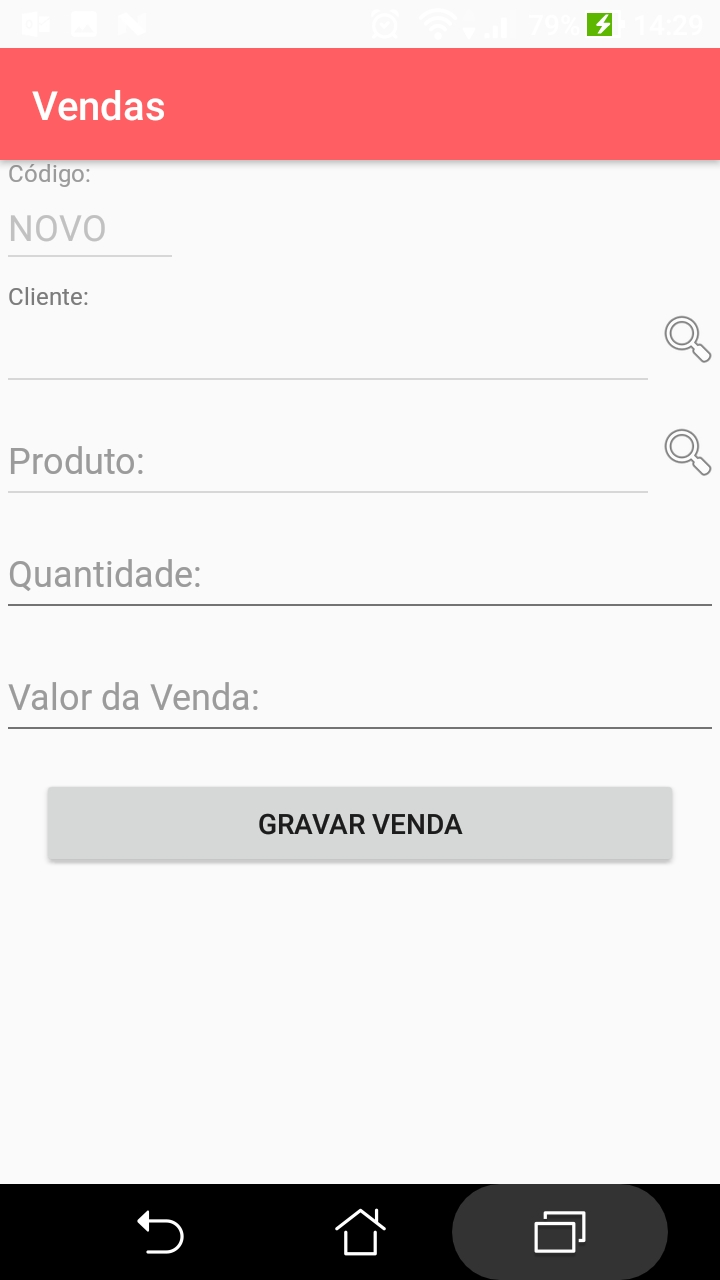 79% 14:29
Vendas
Código:
NOVO
Cliente:
Produto:
Quantidade:
Valor da Venda:
GRAVAR VENDA